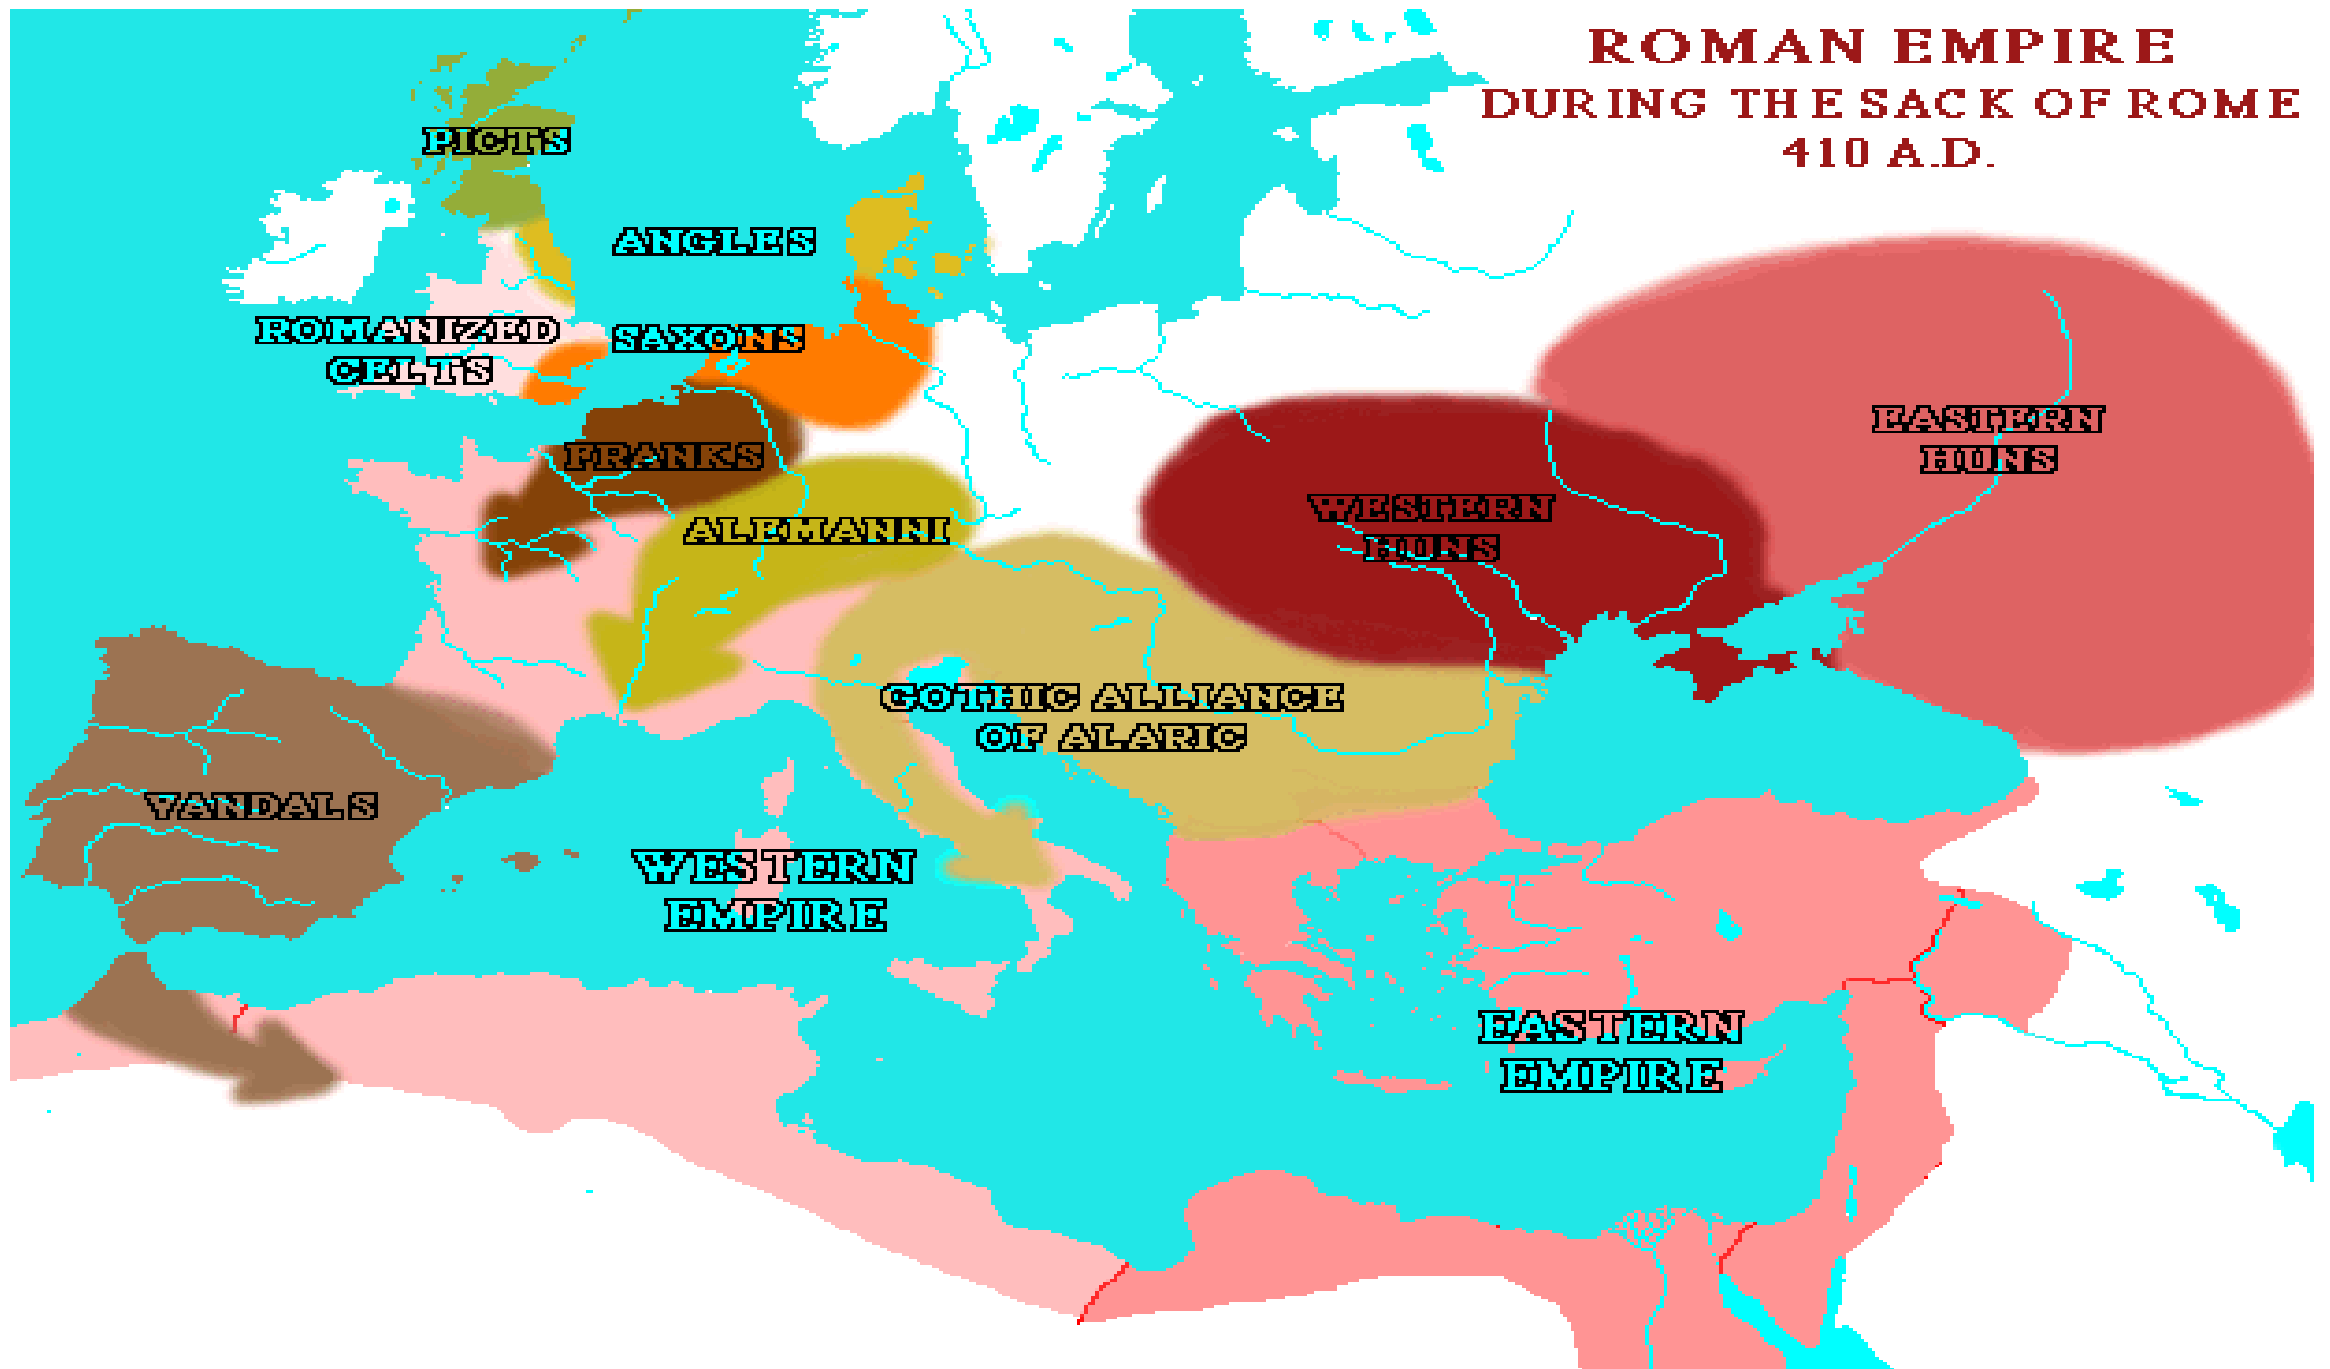 ROMAN EMPIRE
DURING THE SACK OF ROME
410 A.D.
PICTS
ANGLES
ROMANIZED
CELTS
SAXONS
FRANKS
ALEMANNI
EASTERN
HUNS
WESTERN
HUNS
GOTHIC ALLIANCE
OF ALARIC
VANDALS
WESTERN
EMPIRE
EASTERN
EMPIRE